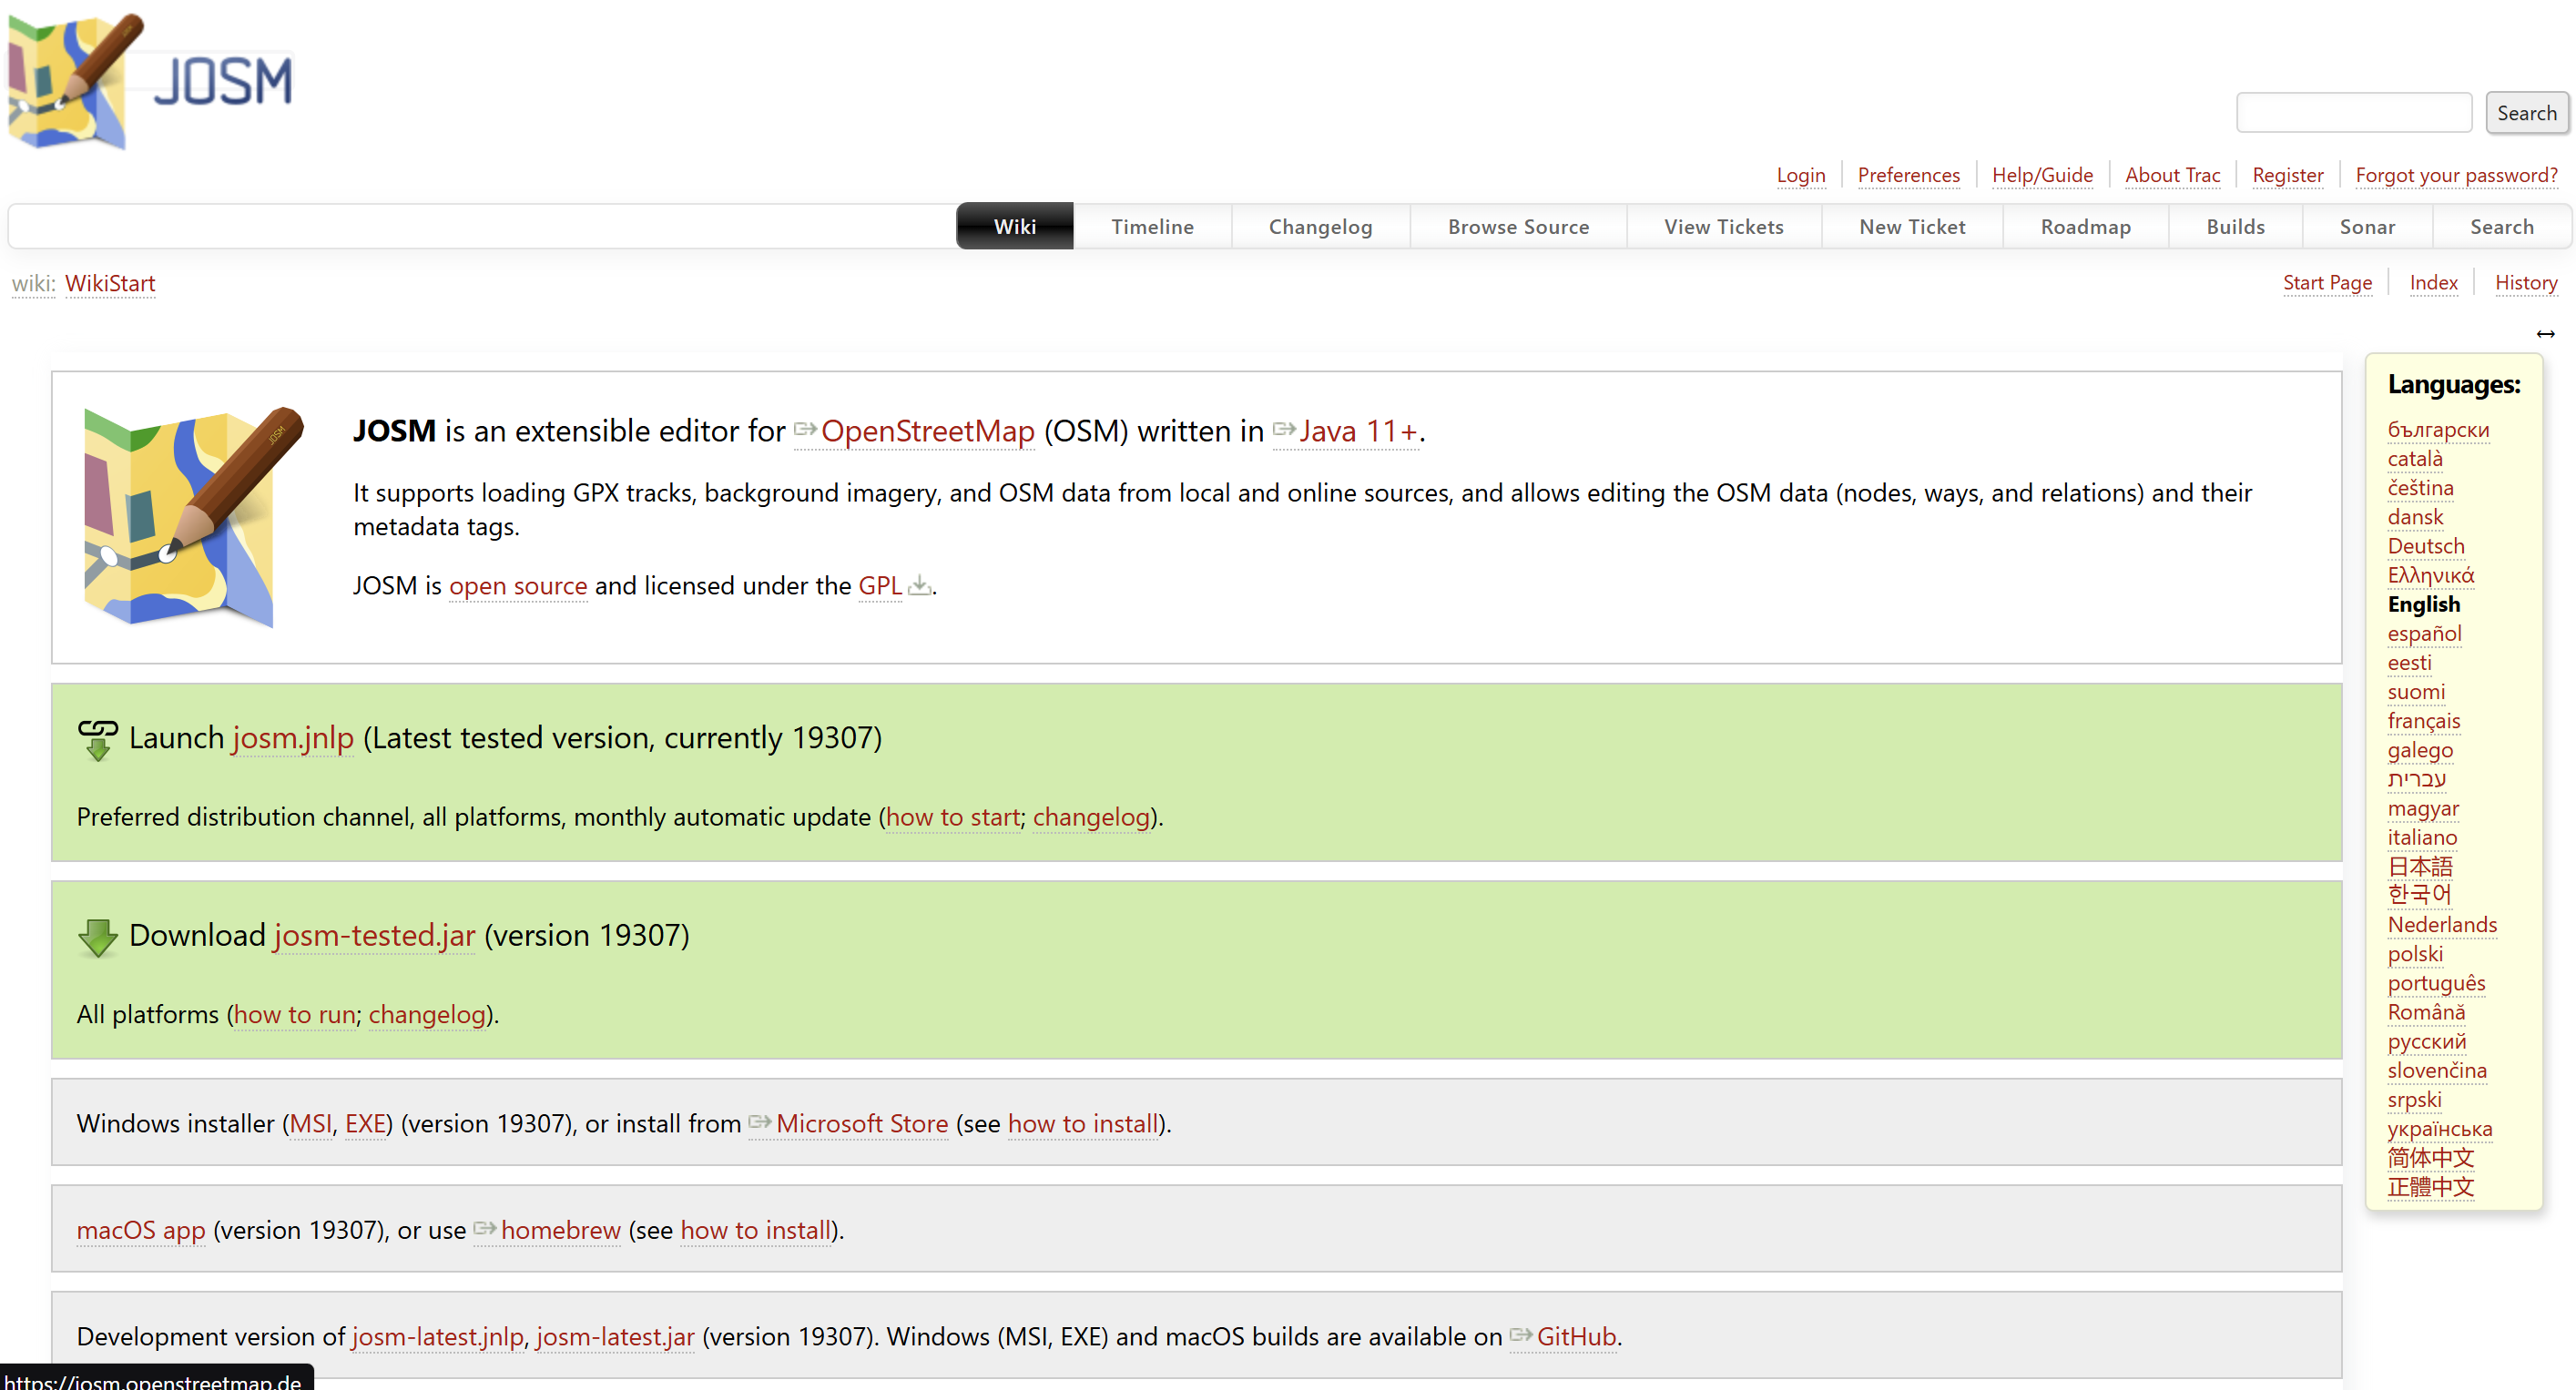 JOSM
Search
Login
Preferences
Help/Guide
About Trac
Register
Forgot your password?
Wiki
Timeline
Changelog
Browse Source
View Tickets
New Ticket
Roadmap
Builds
Sonar
Search
wiki: WikiStart
Start Page
Index
History
JOSM
JOSM is an extensible editor for OpenStreetMap (OSM) written in Java 11+.
It supports loading GPX tracks, background imagery, and OSM data from local and online sources, and allows editing the OSM data (nodes, ways, and relations) and their
metadata tags.
JOSM is open source and licensed under the GPL.
Launch josm.jnlp (Latest tested version, currently 19307)
Preferred distribution channel, all platforms, monthly automatic update (how to start; changelog).
Download josm-tested.jar (version 19307)
All platforms (how to run; changelog).
Windows installer (MSI, EXE) (version 19307), or install from Microsoft Store (see how to install).
macOS app (version 19307), or use homebrew (see how to install).
Development version of josm-latest.jnlp, josm-latest.jar (version 19307). Windows (MSI, EXE) and macOS builds are available on GitHub.
Languages:
български
català
čeština
dansk
Deutsch
Ελληνικά
English
español
eesti
suomi
français
galego
עברית
magyar
italiano
日本語
한국어
Nederlands
polski
português
Română
русский
slovenčina
srpski
українська
简体中文
正體中文
https://josm.openstreetmap.de